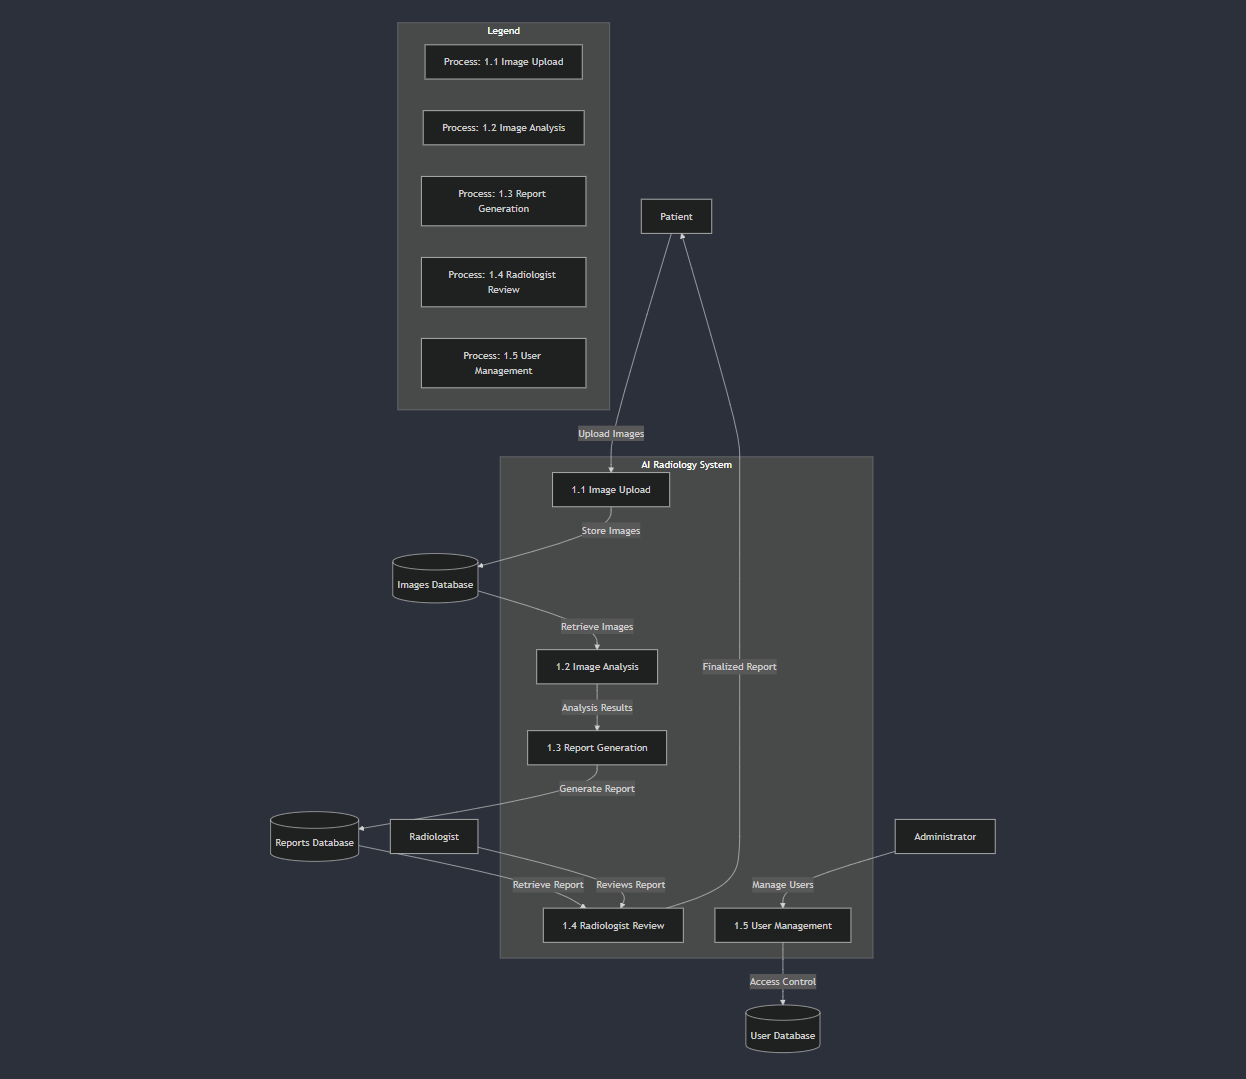 Legend
Process: 1.1 Image Upload
Process: 1.2 Image Analysis
Process: 1.3 Report
Generation
Process: 1.4 Radiologist
Review
Process: 1.5 User
Management
Patient
Upload Images
AI Radiology System
1.1 Image Upload
Store Images
Images Database
Retrieve Images
1.2 Image Analysis
Finalized Report
Analysis Results
1.3 Report Generation
Generate Report
Reports Database
Radiologist
Administrator
Retrieve Report
Reviews Report
Manage Users
1.4 Radiologist Review
1.5 User Management
Access Control
User Database